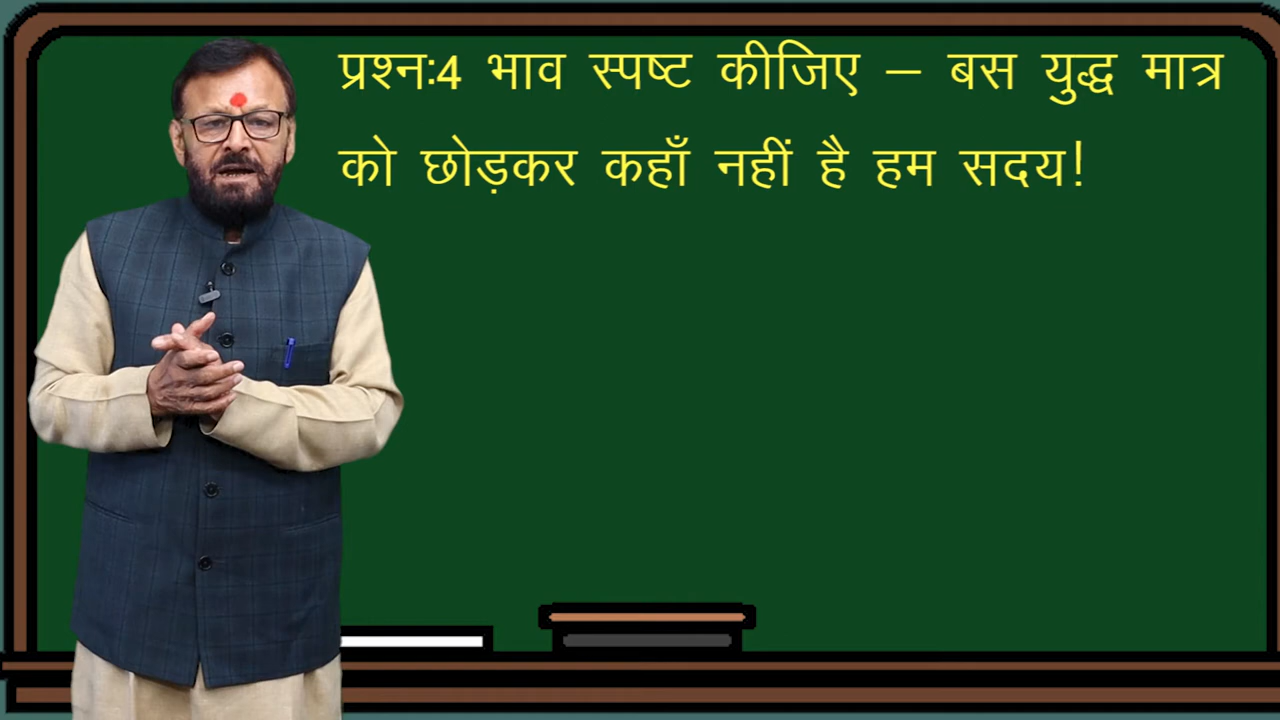 प्रश्न:4 भाव स्पष्ट कीजिए – बस युद्ध मात्र
को छोड़कर कहाँ नहीं है हम सदय!